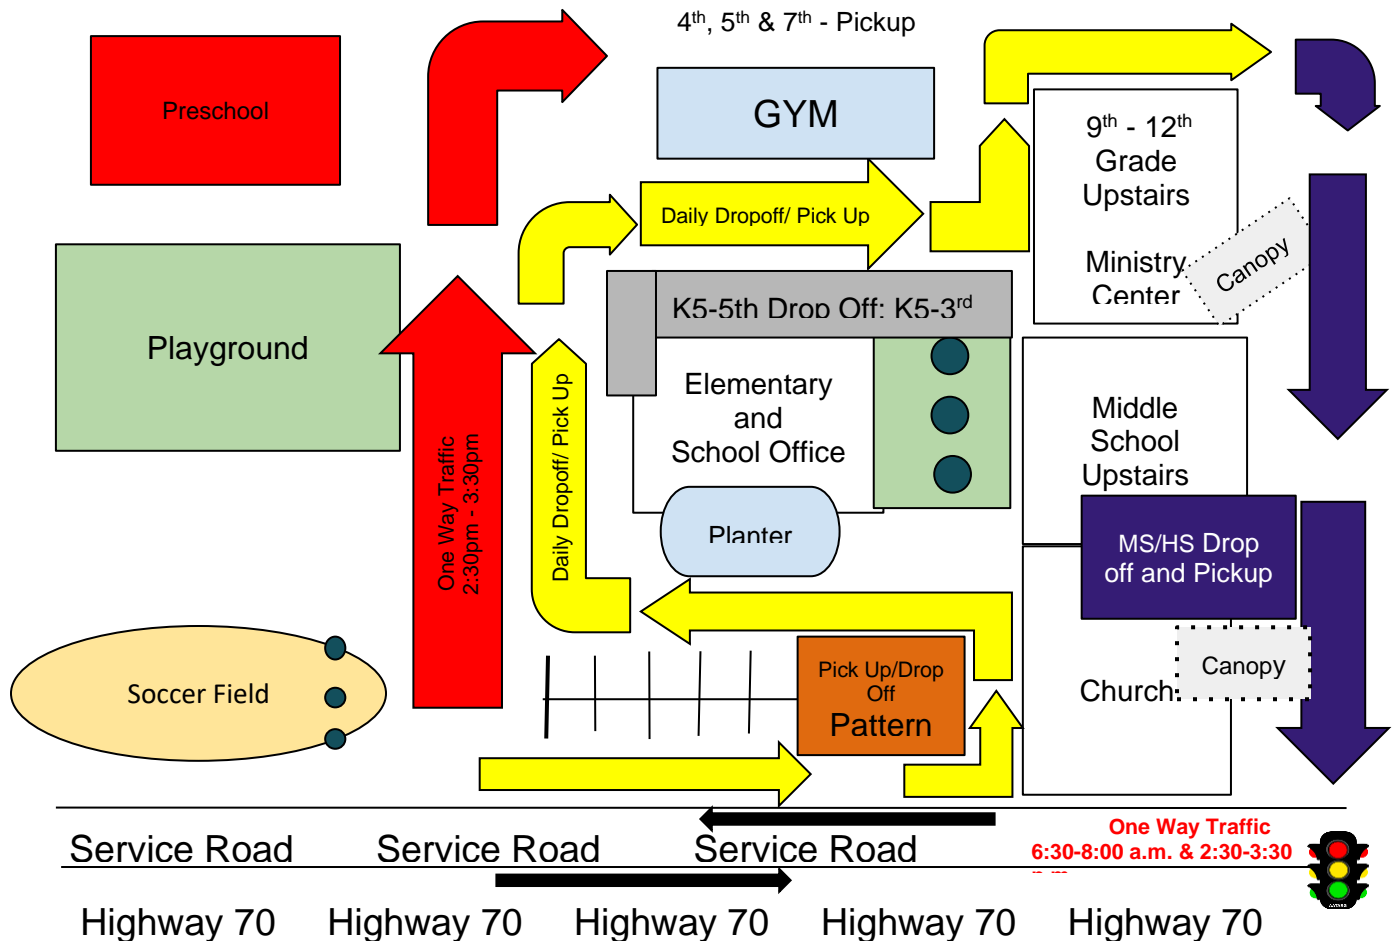 4th, 5th & 7th - Pickup
Preschool
GYM
9th - 12th
Grade
Upstairs
Ministry
Center
Canopy
Daily Dropoff/ Pick Up
K5-5th Drop Off: K5-3rd
Playground
Elementary
and
School Office
Middle
School
Upstairs
One Way Traffic
2:30pm - 3:30pm
Daily Dropoff/ Pick Up
Planter
MS/HS Drop
off and Pickup
Soccer Field
Pick Up/Drop
Off
Pattern
Canopy
Church
One Way Traffic
6:30-8:00 a.m. & 2:30-3:30
Service Road Service Road Service Road
Highway 70 Highway 70 Highway 70 Highway 70 Highway 70